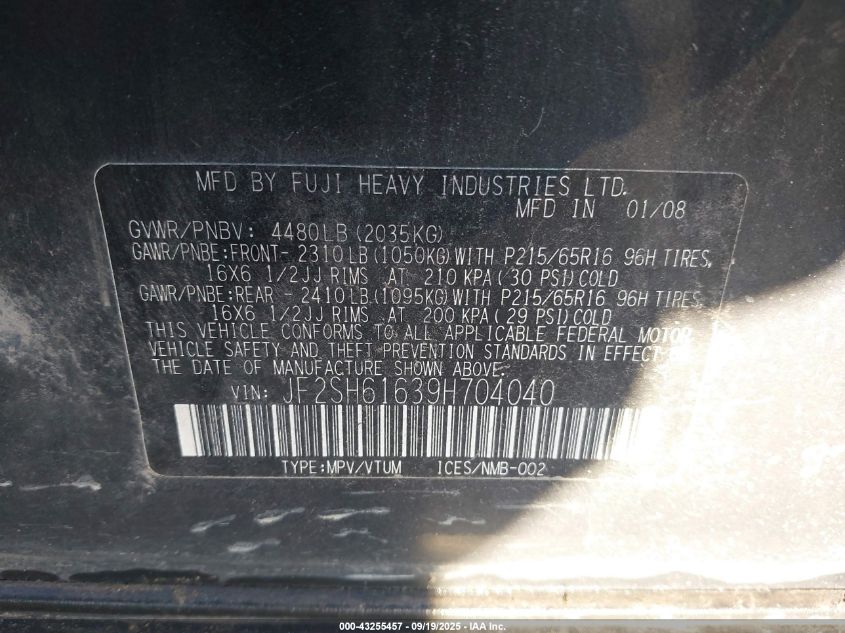 MFD BY FUJI HEAVY INDUSTRIES LTD.
MFD IN 01/08
GVWR/PNBV: 4480LB(2035KG)
GAWR/PNBE:FRONT- 2310LB(1050KG)WITH P215/65R16 96H TIRES,
16X6 1/2JJ RIMS AT 210 KPA(30 PSI)COLD
GAWR/PNBE:REAR - 2410LB(1095KG)WITH P215/65R16 96H TIRES,
16X6 1/2JJ RIMS AT 200 KPA(29 PSI)COLD
THIS VEHICLE CONFORMS TO ALL APPLICABLE FEDERAL MOTOR
VEHICLE SAFETY AND THEFT PREVENTION STANDARDS IN EFFECT ON
THE DATE OF MANUFACTURE SHOWN ABOVE
VIN: JF2SH61639H704040
TYPE:MPV/VTUM ICES/NMB-002
000-43255457 - 09/19/2025 - IAA Inc.